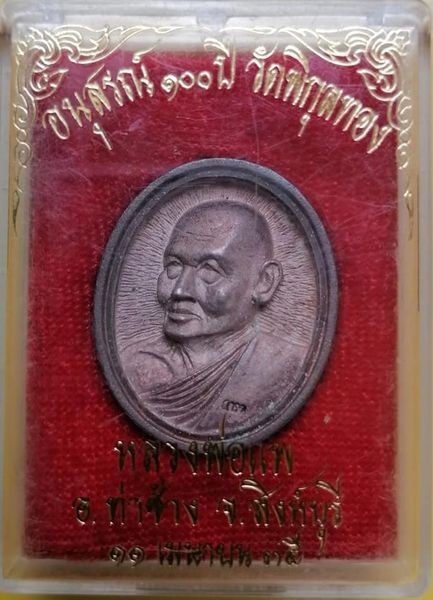 อนุสรณ์ ๑๐๐ ปี วัดพิกุลทอง
หลวงพ่อแพ
อ. ท่าช้าง จ. สิงห์บุรี
๑๑ เมษายน ๓๕